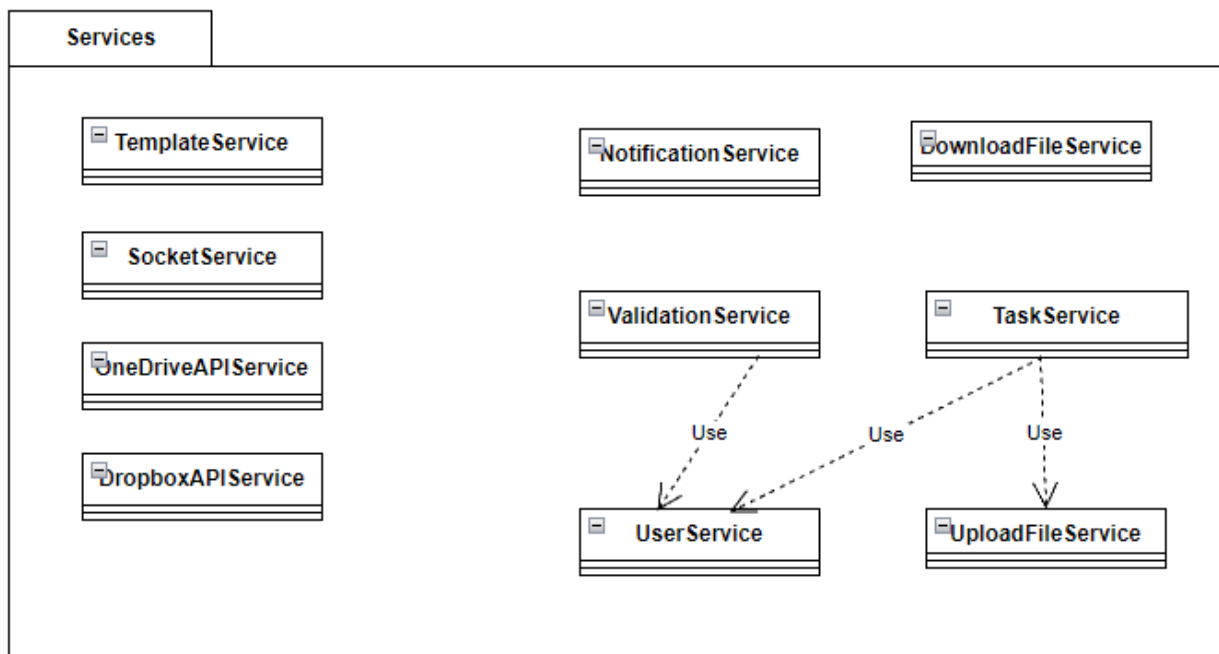 Services
TemplateService
NotificationService
DownloadFileService
SocketService
ValidationService
TaskService
OneDriveAPIService
DropboxAPIService
Use
Use
Use
UserService
UploadFileService